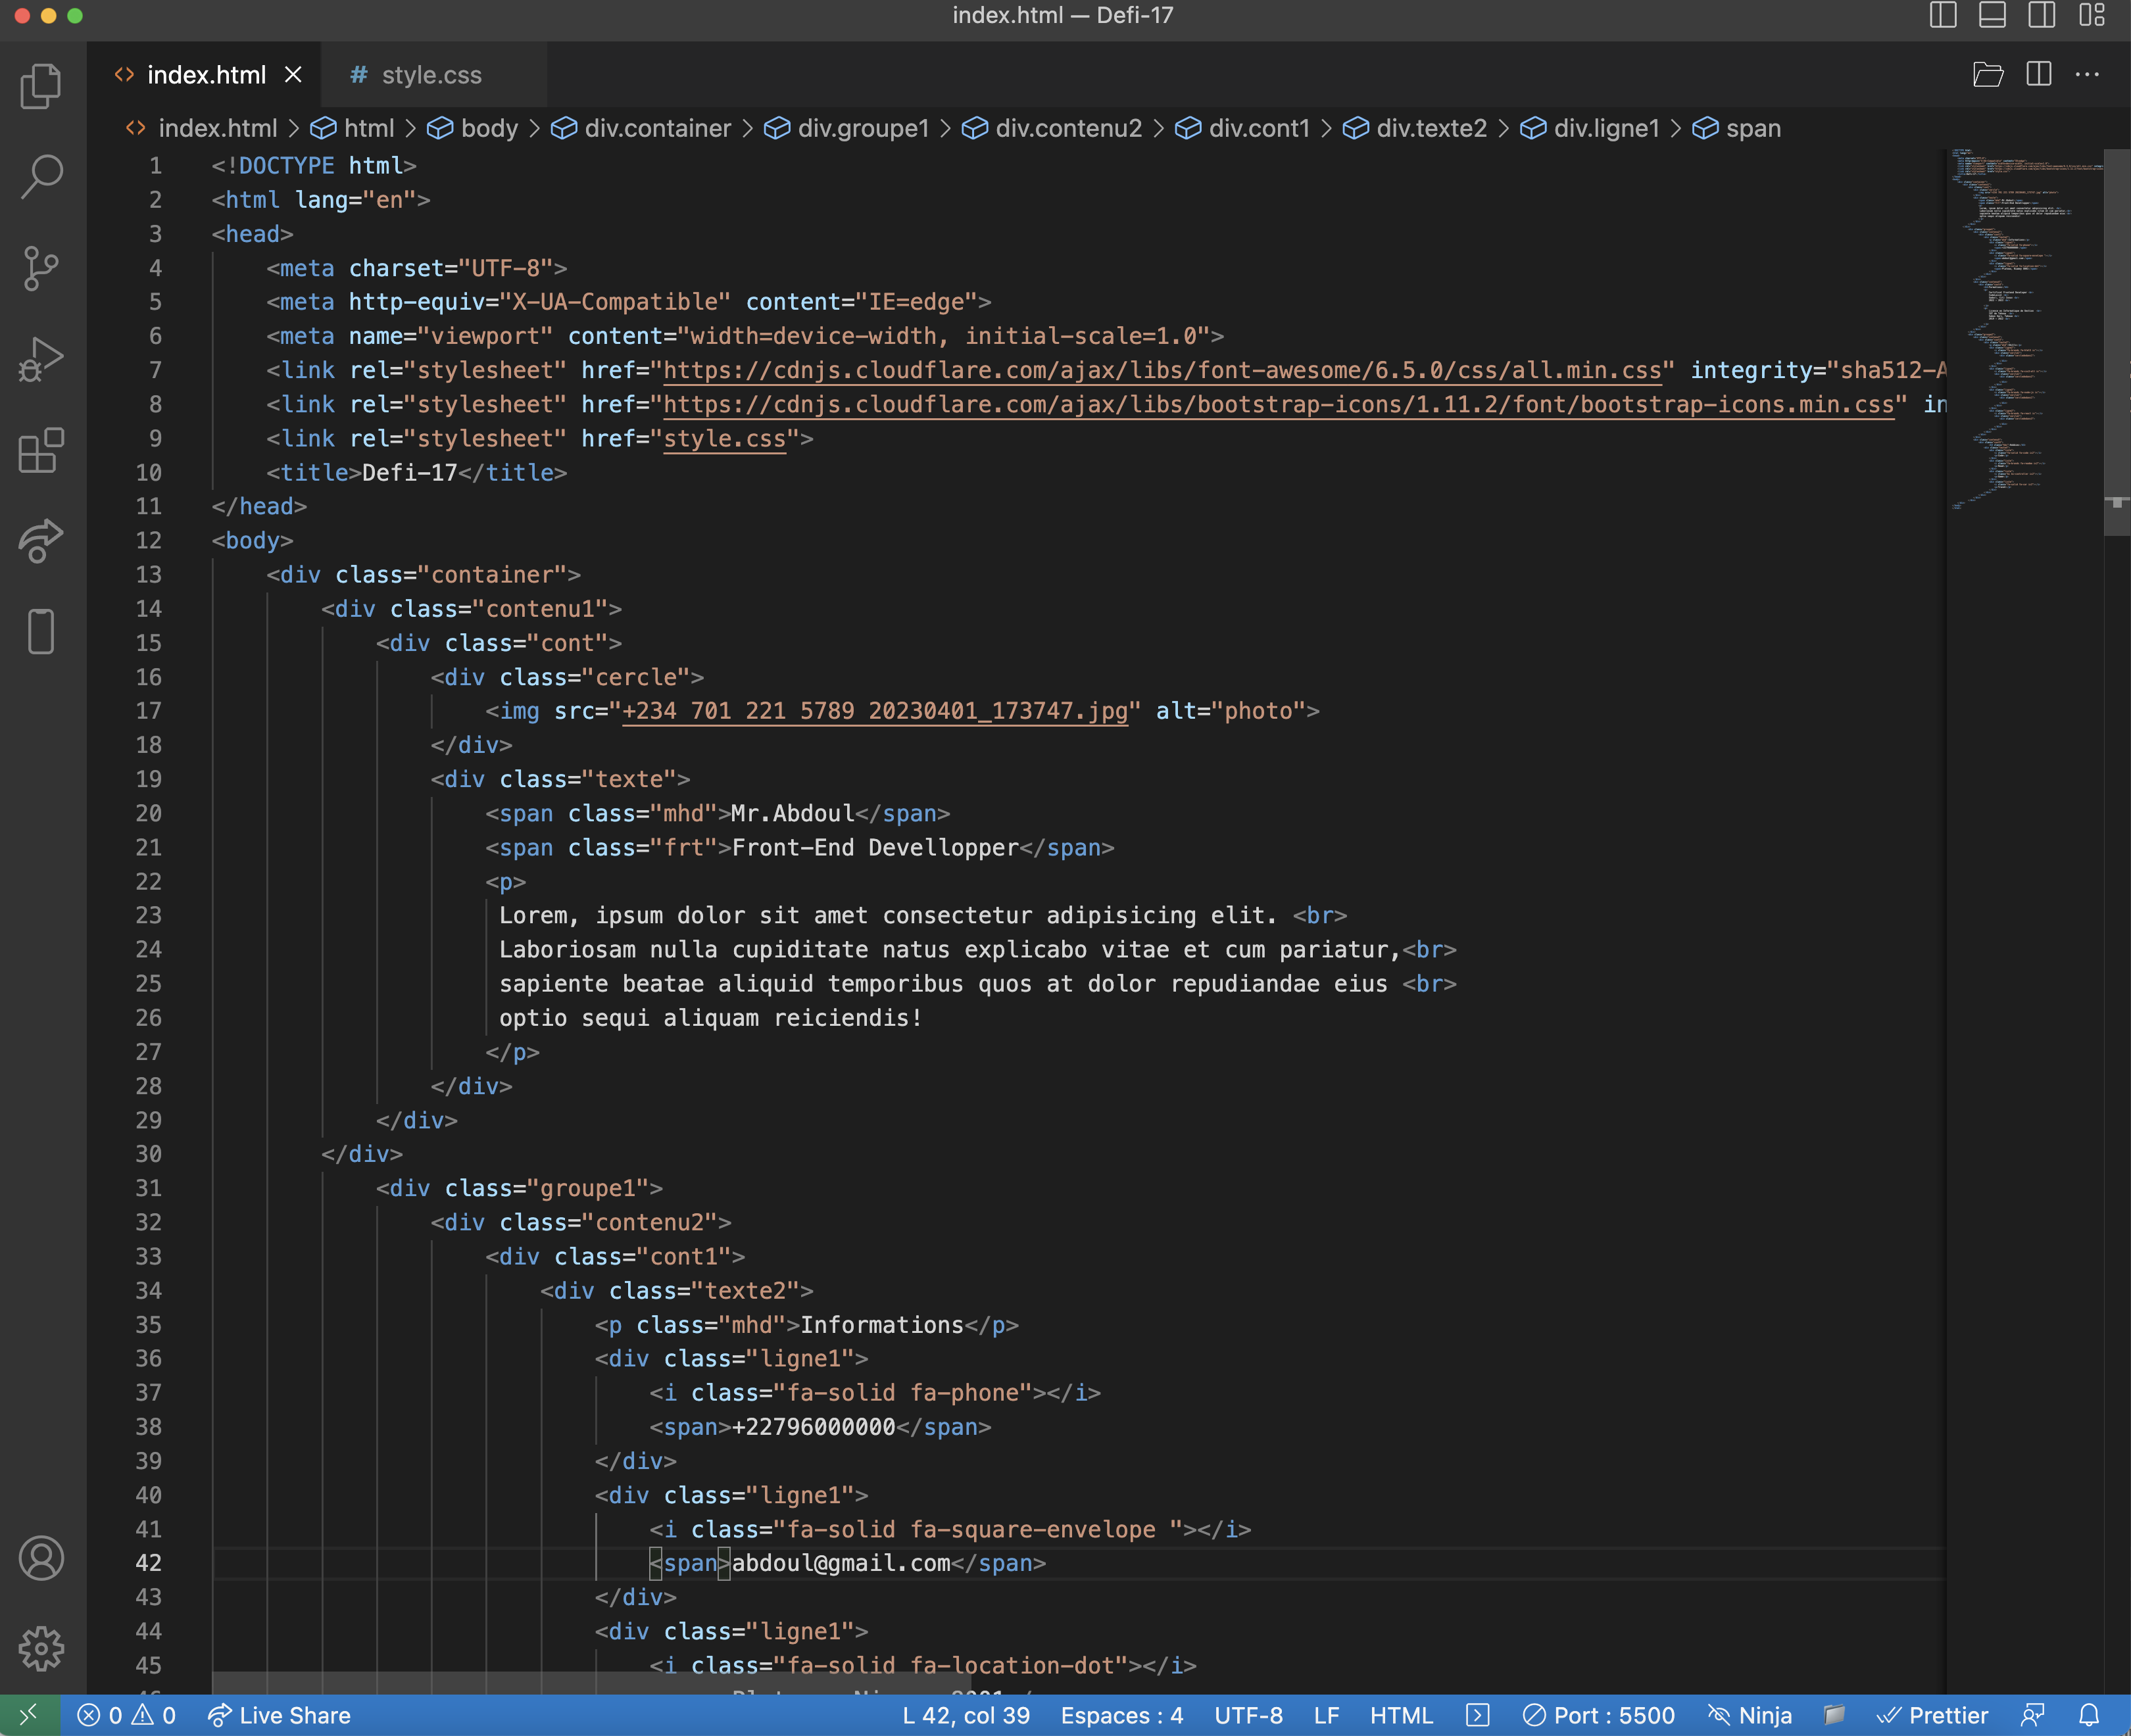 index.html — Defi-17
index.html
# style.css
index.html > html > body > div.container > div.groupe1 > div.contenu2 > div.cont1 > div.texte2 > div.ligne1 > span
1 <!DOCTYPE html>
2 <html lang="en">
3 <head>
4 <meta charset="UTF-8">
5 <meta http-equiv="X-UA-Compatible" content="IE=edge">
6 <meta name="viewport" content="width=device-width, initial-scale=1.0">
7 <link rel="stylesheet" href="https://cdnjs.cloudflare.com/ajax/libs/font-awesome/6.5.0/css/all.min.css" integrity="sha512-A
8 <link rel="stylesheet" href="https://cdnjs.cloudflare.com/ajax/libs/bootstrap-icons/1.11.2/font/bootstrap-icons.min.css" in
9 <link rel="stylesheet" href="style.css">
10 <title>Defi-17</title>
11 </head>
12 <body>
13 <div class="container">
14 <div class="contenu1">
15 <div class="cont">
16 <div class="cercle">
17 <img src="+234 701 221 5789 20230401_173747.jpg" alt="photo">
18 </div>
19 <div class="texte">
20 <span class="mhd">Mr.Abdoul</span>
21 <span class="frt">Front-End Devellopper</span>
22 <p>
23 Lorem, ipsum dolor sit amet consectetur adipisicing elit. <br>
24 Laboriosam nulla cupiditate natus explicabo vitae et cum pariatur,<br>
25 sapiente beatae aliquid temporibus quos at dolor repudiandae eius <br>
26 optio sequi aliquam reiciendis!
27 </p>
28 </div>
29 </div>
30 </div>
31 <div class="groupe1">
32 <div class="contenu2">
33 <div class="cont1">
34 <div class="texte2">
35 <p class="mhd">Informations</p>
36 <div class="ligne1">
37 <i class="fa-solid fa-phone"></i>
38 <span>+22796000000</span>
39 </div>
40 <div class="ligne1">
41 <i class="fa-solid fa-square-envelope "></i>
42 <span>abdoul@gmail.com</span>
43 </div>
44 <div class="ligne1">
45 <i class="fa-solid fa-location-dot"></i>
0 0 Live Share L 42, col 39 Espaces : 4 UTF-8 LF HTML Port : 5500 Ninja Prettier